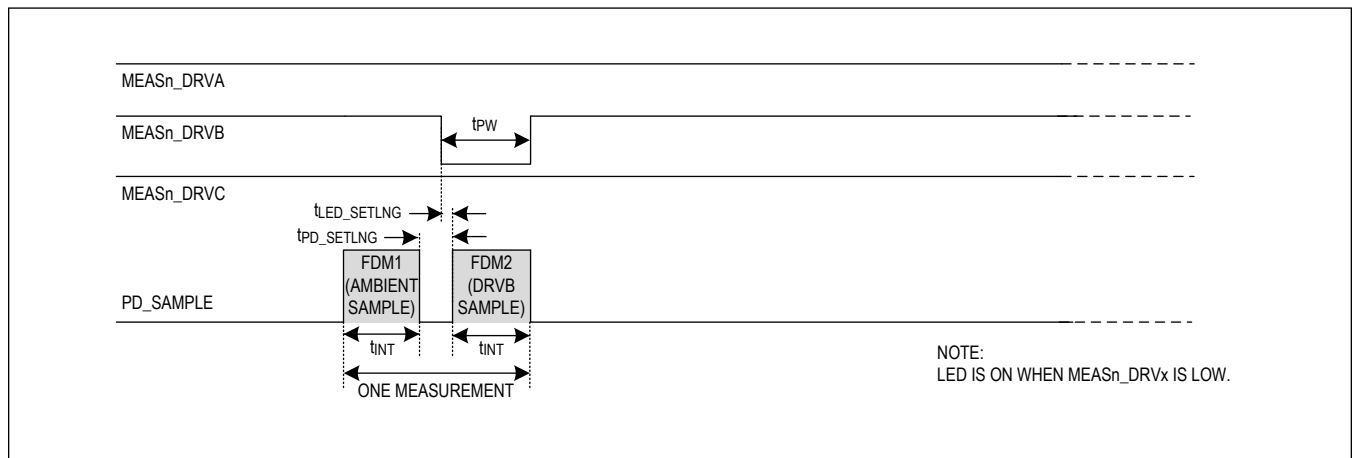 MEASn_DRVA
MEASn_DRVB
tPW
MEASn_DRVC
tLED_SETLNG
tPD_SETLNG
FDM1
(AMBIENT
SAMPLE)
FDM2
(DRVB
SAMPLE)
PD_SAMPLE
tINT
tINT
ONE MEASUREMENT
NOTE:
LED IS ON WHEN MEASn_DRVx IS LOW.